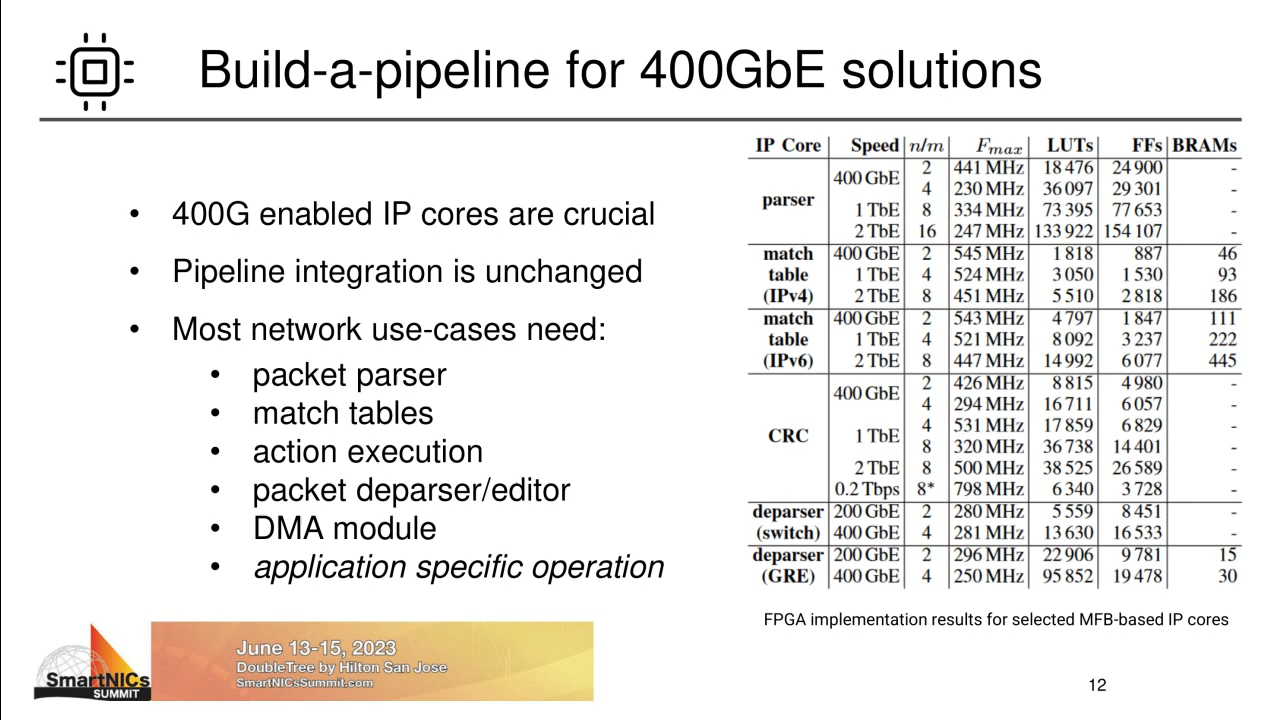 Build-a-pipeline for 400GbE solutions
• 400G enabled IP cores are crucial
• Pipeline integration is unchanged
• Most network use-cases need:
• packet parser
• match tables
• action execution
• packet deparser/editor
• DMA module
• application specific operation
IP Core Speed n/m Fmax LUTs FFs BRAMs
parser 400 GbE 2 441 MHz 18 476 24 900 -
4 230 MHz 36 097 29 301 -
1 TbE 8 334 MHz 73 395 77 653 -
2 TbE 16 247 MHz 133 922 154 107 -
match 400 GbE 2 545 MHz 1 818 887 46
table 1 TbE 4 524 MHz 3 050 1 530 93
(IPv4) 2 TbE 8 451 MHz 5 510 2 818 186
match 400 GbE 2 543 MHz 4 797 1 847 111
table 1 TbE 4 521 MHz 8 092 3 237 222
(IPv6) 2 TbE 8 447 MHz 14 992 6 077 445
CRC 400 GbE 2 426 MHz 8 815 4 980 -
4 294 MHz 16 711 6 057 -
1 TbE 4 531 MHz 17 859 6 829 -
8 320 MHz 36 738 14 401 -
2 TbE 8 500 MHz 38 525 26 589 -
0.2 Tbps 8* 798 MHz 6 340 3 728 -
deparser 200 GbE 2 280 MHz 5 559 8 451 -
(switch) 400 GbE 4 281 MHz 13 630 16 533 -
deparser 200 GbE 2 296 MHz 22 906 9 781 15
(GRE) 400 GbE 4 250 MHz 95 852 19 478 30
FPGA implementation results for selected MFB-based IP cores
SmartNICs
SUMMIT
June 13-15, 2023
DoubleTree by Hilton San Jose
SmartNICsSummit.com
12